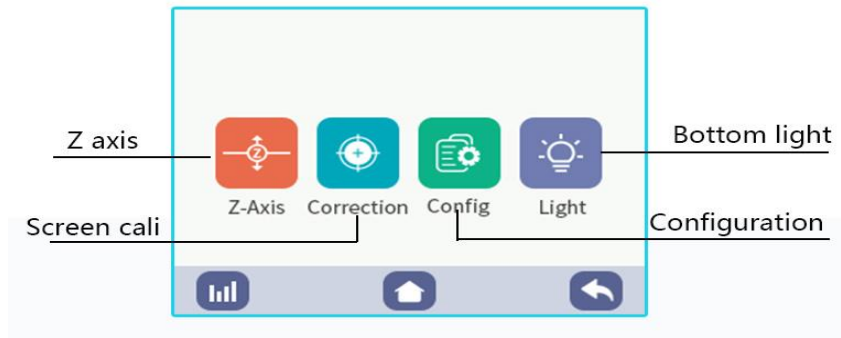 Z axis
Bottom light
Z
Z-Axis
Correction
Config
Light
Screen cali
Configuration